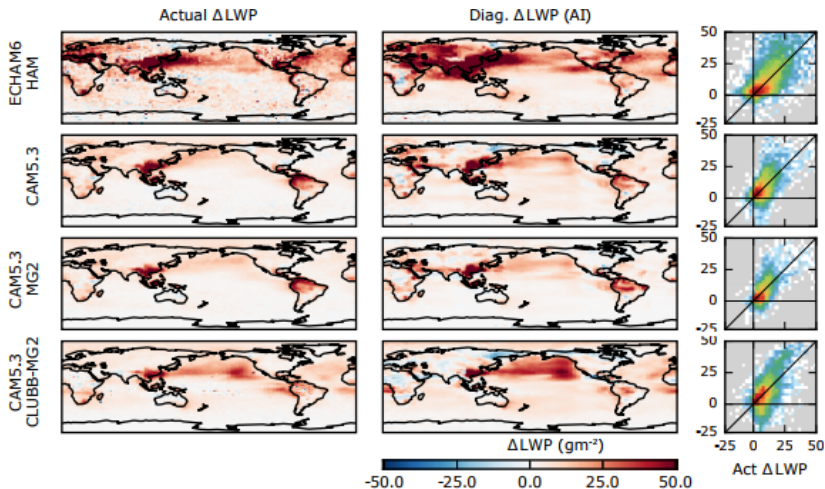 Actual ΔLWP
Diag. ΔLWP (AI)
ECHAM6
HAM
50
25
0
-25
CAM5.3
50
25
0
-25
CAM5.3
MG2
50
25
0
-25
CAM5.3
CLUBB-MG2
50
25
0
25
-25 0 25 50
Act ΔLWP
ΔLWP (gm⁻²)
-50.0 -25.0 0.0 25.0 50.0